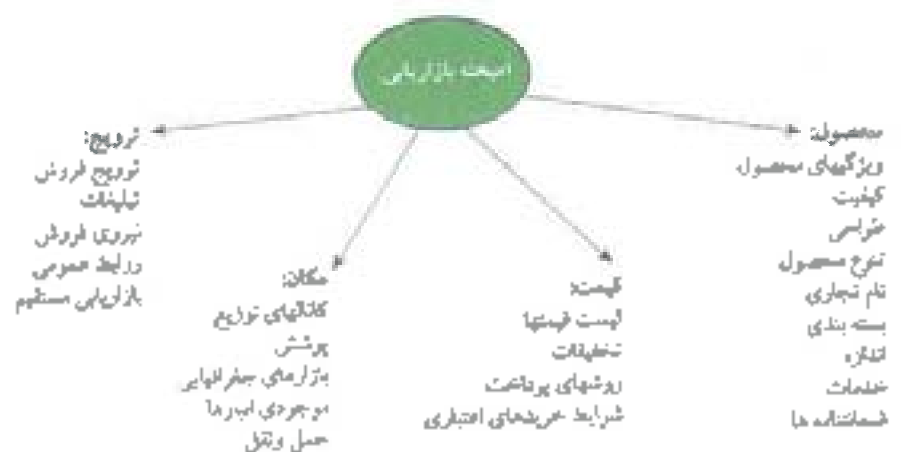 آمیخته بازاریابی
محصول:
ویژگیهای محصول
کیفیت
طراحی
تنوع محصول
نام تجاری
بسته بندی
اندازه
خدمات
ضمانتنامه ها
قیمت:
لیست قیمتها
تخفیفات
روشهای پرداخت
شرایط خریدهای اعتباری
مکان:
کانالهای توزیع
پوشش
بازارهای جغرافیایی
موجودی انبارها
حمل ونقل
ترویج:
ترویج فروش
تبلیغات
نیروی فروش
روابط عمومی
بازاریابی مستقیم